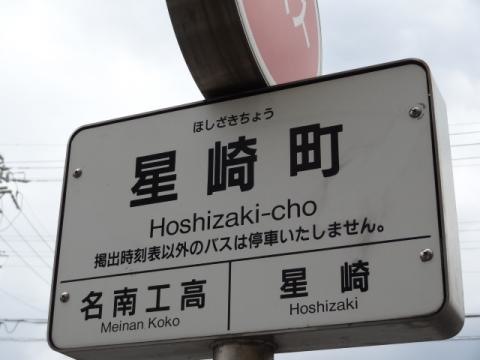 ほしざきちょう
星崎町
Hoshizaki-cho
掲出時刻表以外のバスは停車いたしません。
名南工高
Meinan Koko
星崎
Hoshizaki